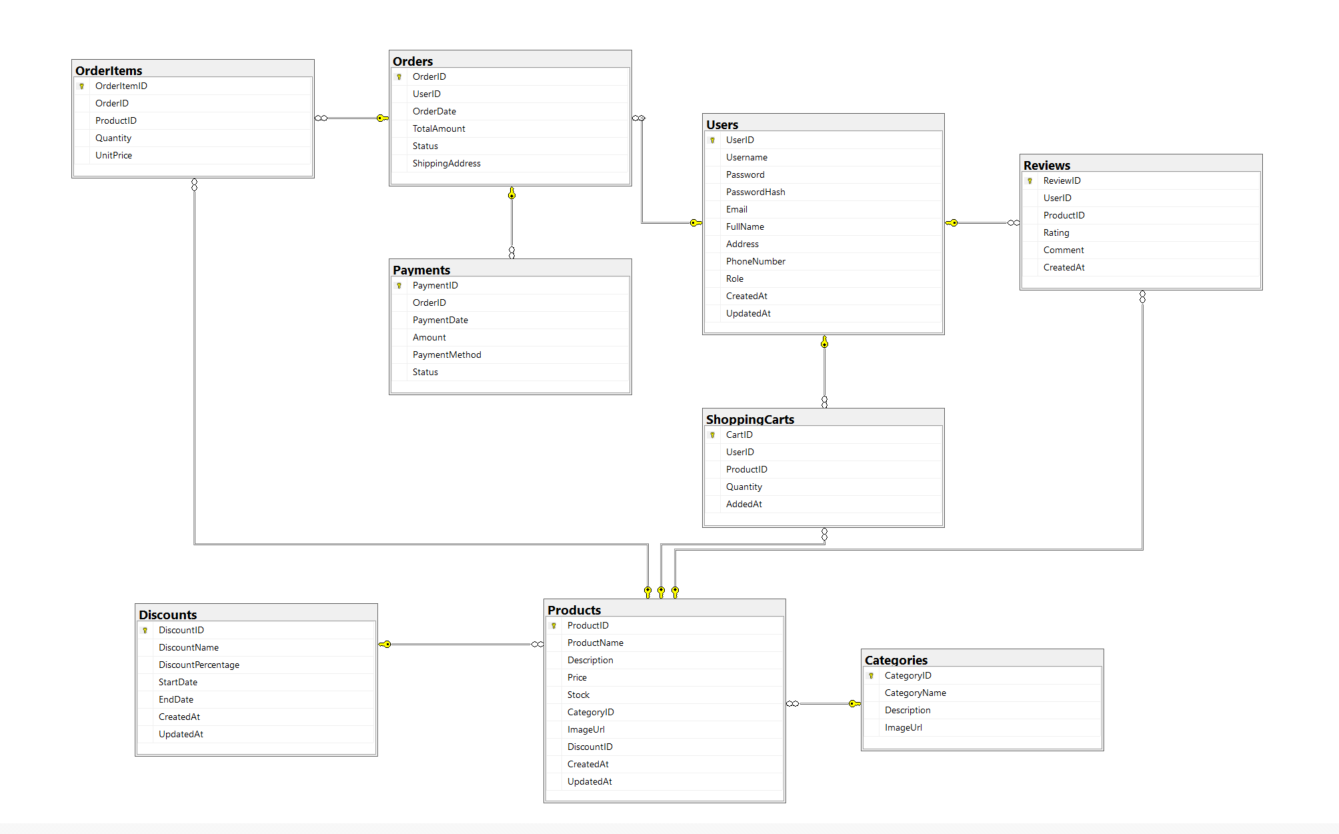 OrderItems
OrderItemID
OrderID
ProductID
Quantity
UnitPrice
Orders
OrderID
UserID
OrderDate
TotalAmount
Status
ShippingAddress
Users
UserID
Username
Password
PasswordHash
Email
FullName
Address
PhoneNumber
Role
CreatedAt
UpdatedAt
Reviews
ReviewID
UserID
ProductID
Rating
Comment
CreatedAt
Payments
PaymentID
OrderID
PaymentDate
Amount
PaymentMethod
Status
ShoppingCarts
CartID
UserID
ProductID
Quantity
AddedAt
Discounts
DiscountID
DiscountName
DiscountPercentage
StartDate
EndDate
CreatedAt
UpdatedAt
Products
ProductID
ProductName
Description
Price
Stock
CategoryID
ImageUrl
DiscountID
CreatedAt
UpdatedAt
Categories
CategoryID
CategoryName
Description
ImageUrl